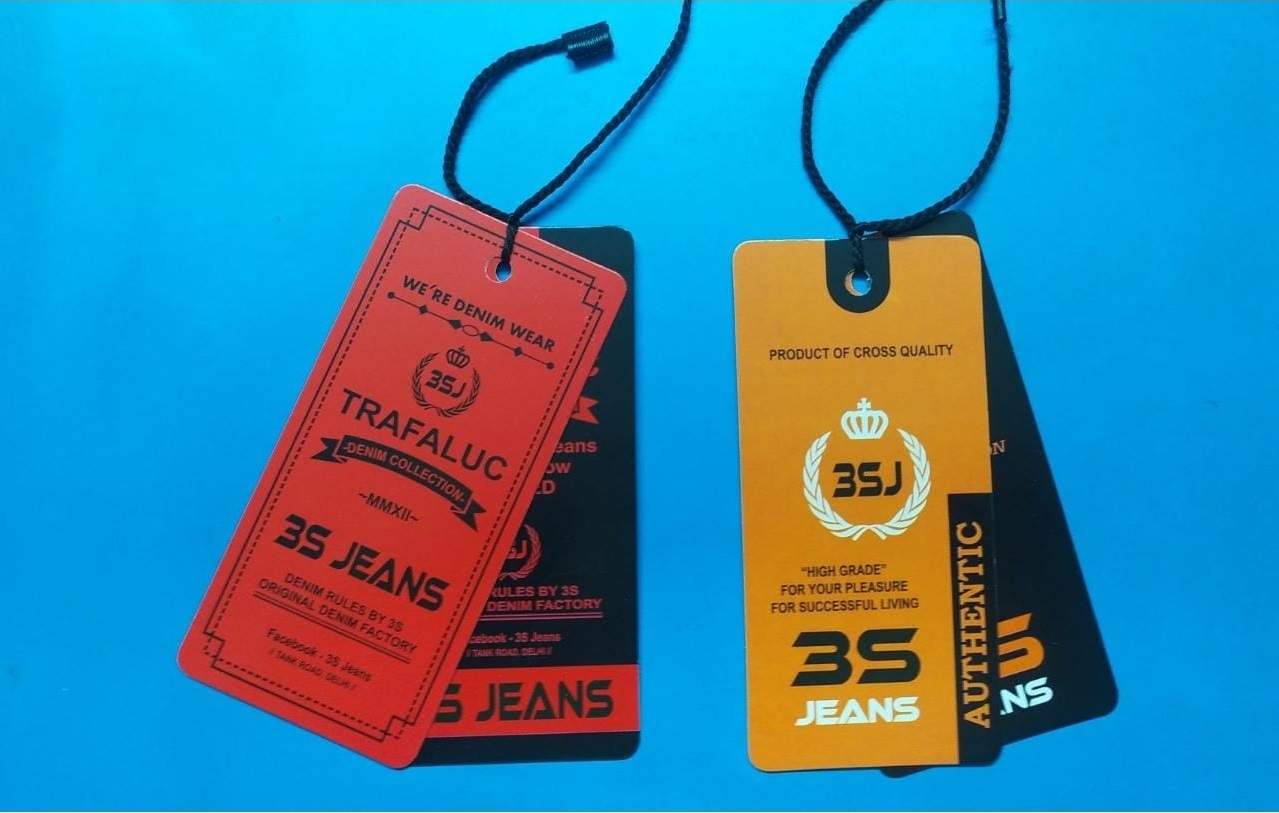 WE'RE DENIM WEAR
3SJ
TRAFALUC
-DENIM COLLECTION-
~MMXII~
3S JEANS
DENIM RULES BY 3S
ORIGINAL DENIM FACTORY
Facebook - 3S Jeans
// TANK ROAD, DELHI //
RULES BY 3S
DENIM FACTORY
3S Jeans
// TANK ROAD, DELHI //
S JEANS
PRODUCT OF CROSS QUALITY
3SJ
"HIGH GRADE"
FOR YOUR PLEASURE
FOR SUCCESSFUL LIVING
3S
JEANS
AUTHENTIC